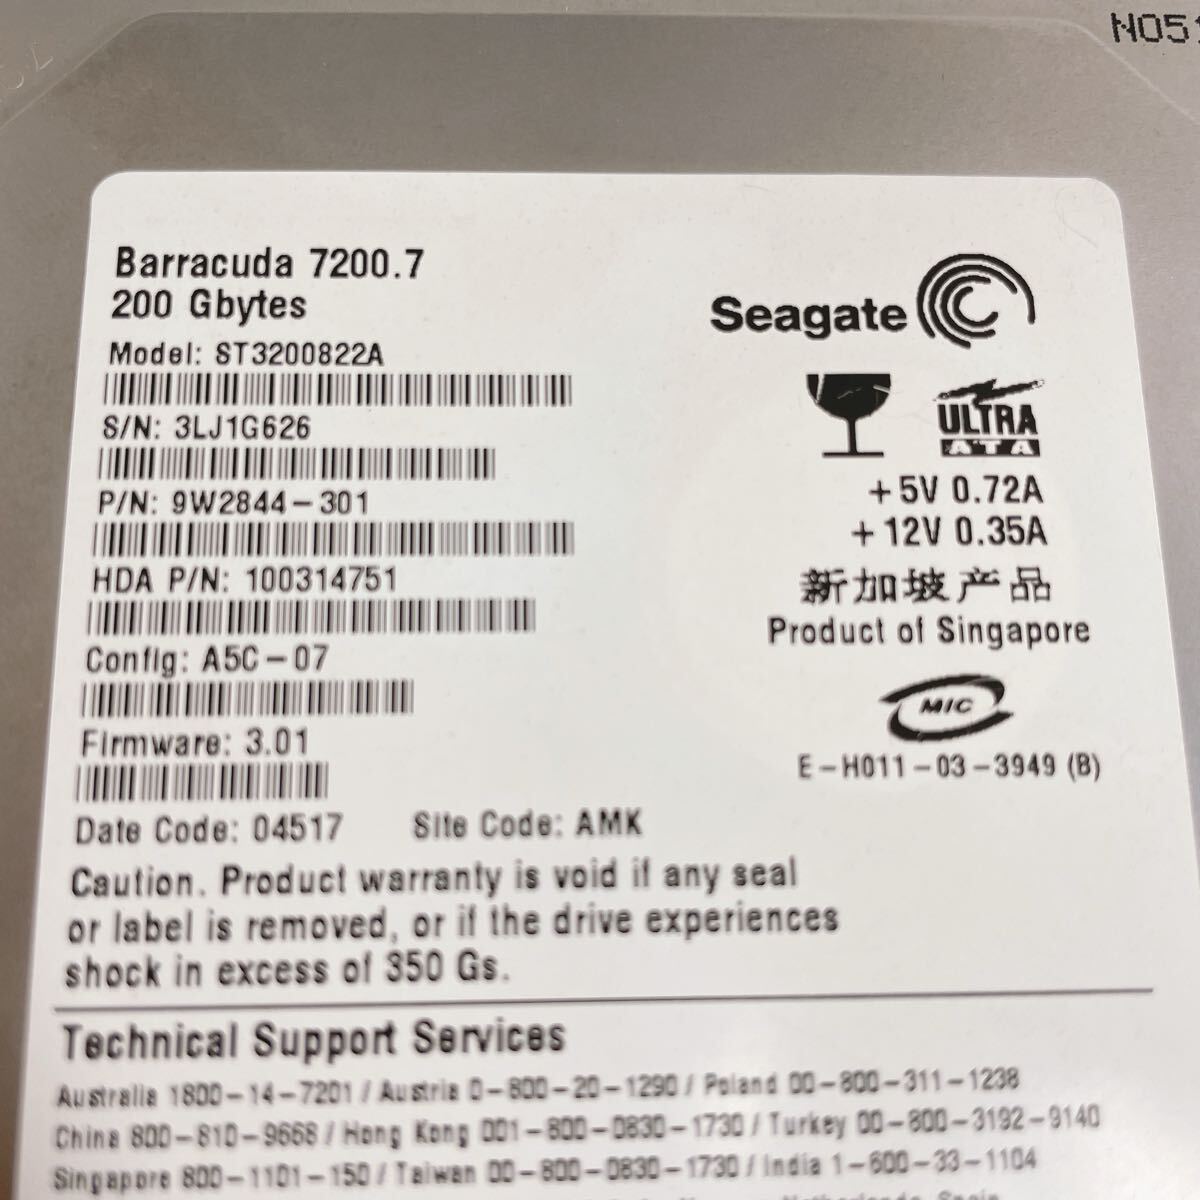 N05
Barracuda 7200.7
200 Gbytes
Model: ST3200822A
S/N: 3LJ1G626
P/N: 9W2844-301
HDA P/N: 100314751
Config: A5C-07
Firmware: 3.01
Date Code: 04517 Site Code: AMK
Seagate
ULTRA
ATA
+5V 0.72A
+12V 0.35A
新加坡产品
Product of Singapore
MIC
E-H011-03-3949 (B)
Caution. Product warranty is void if any seal
or label is removed, or if the drive experiences
shock in excess of 350 Gs.
Technical Support Services
Australia 1800-14-7201 / Austria 0-800-20-1290 / Poland 00-800-311-1238
China 800-810-9668 / Hong Kong 001-800-0830-1730 / Turkey 00-800-3192-9140
Singapore 800-1101-150 / Taiwan 00-800-0830-1730 / India 1-600-33-1104